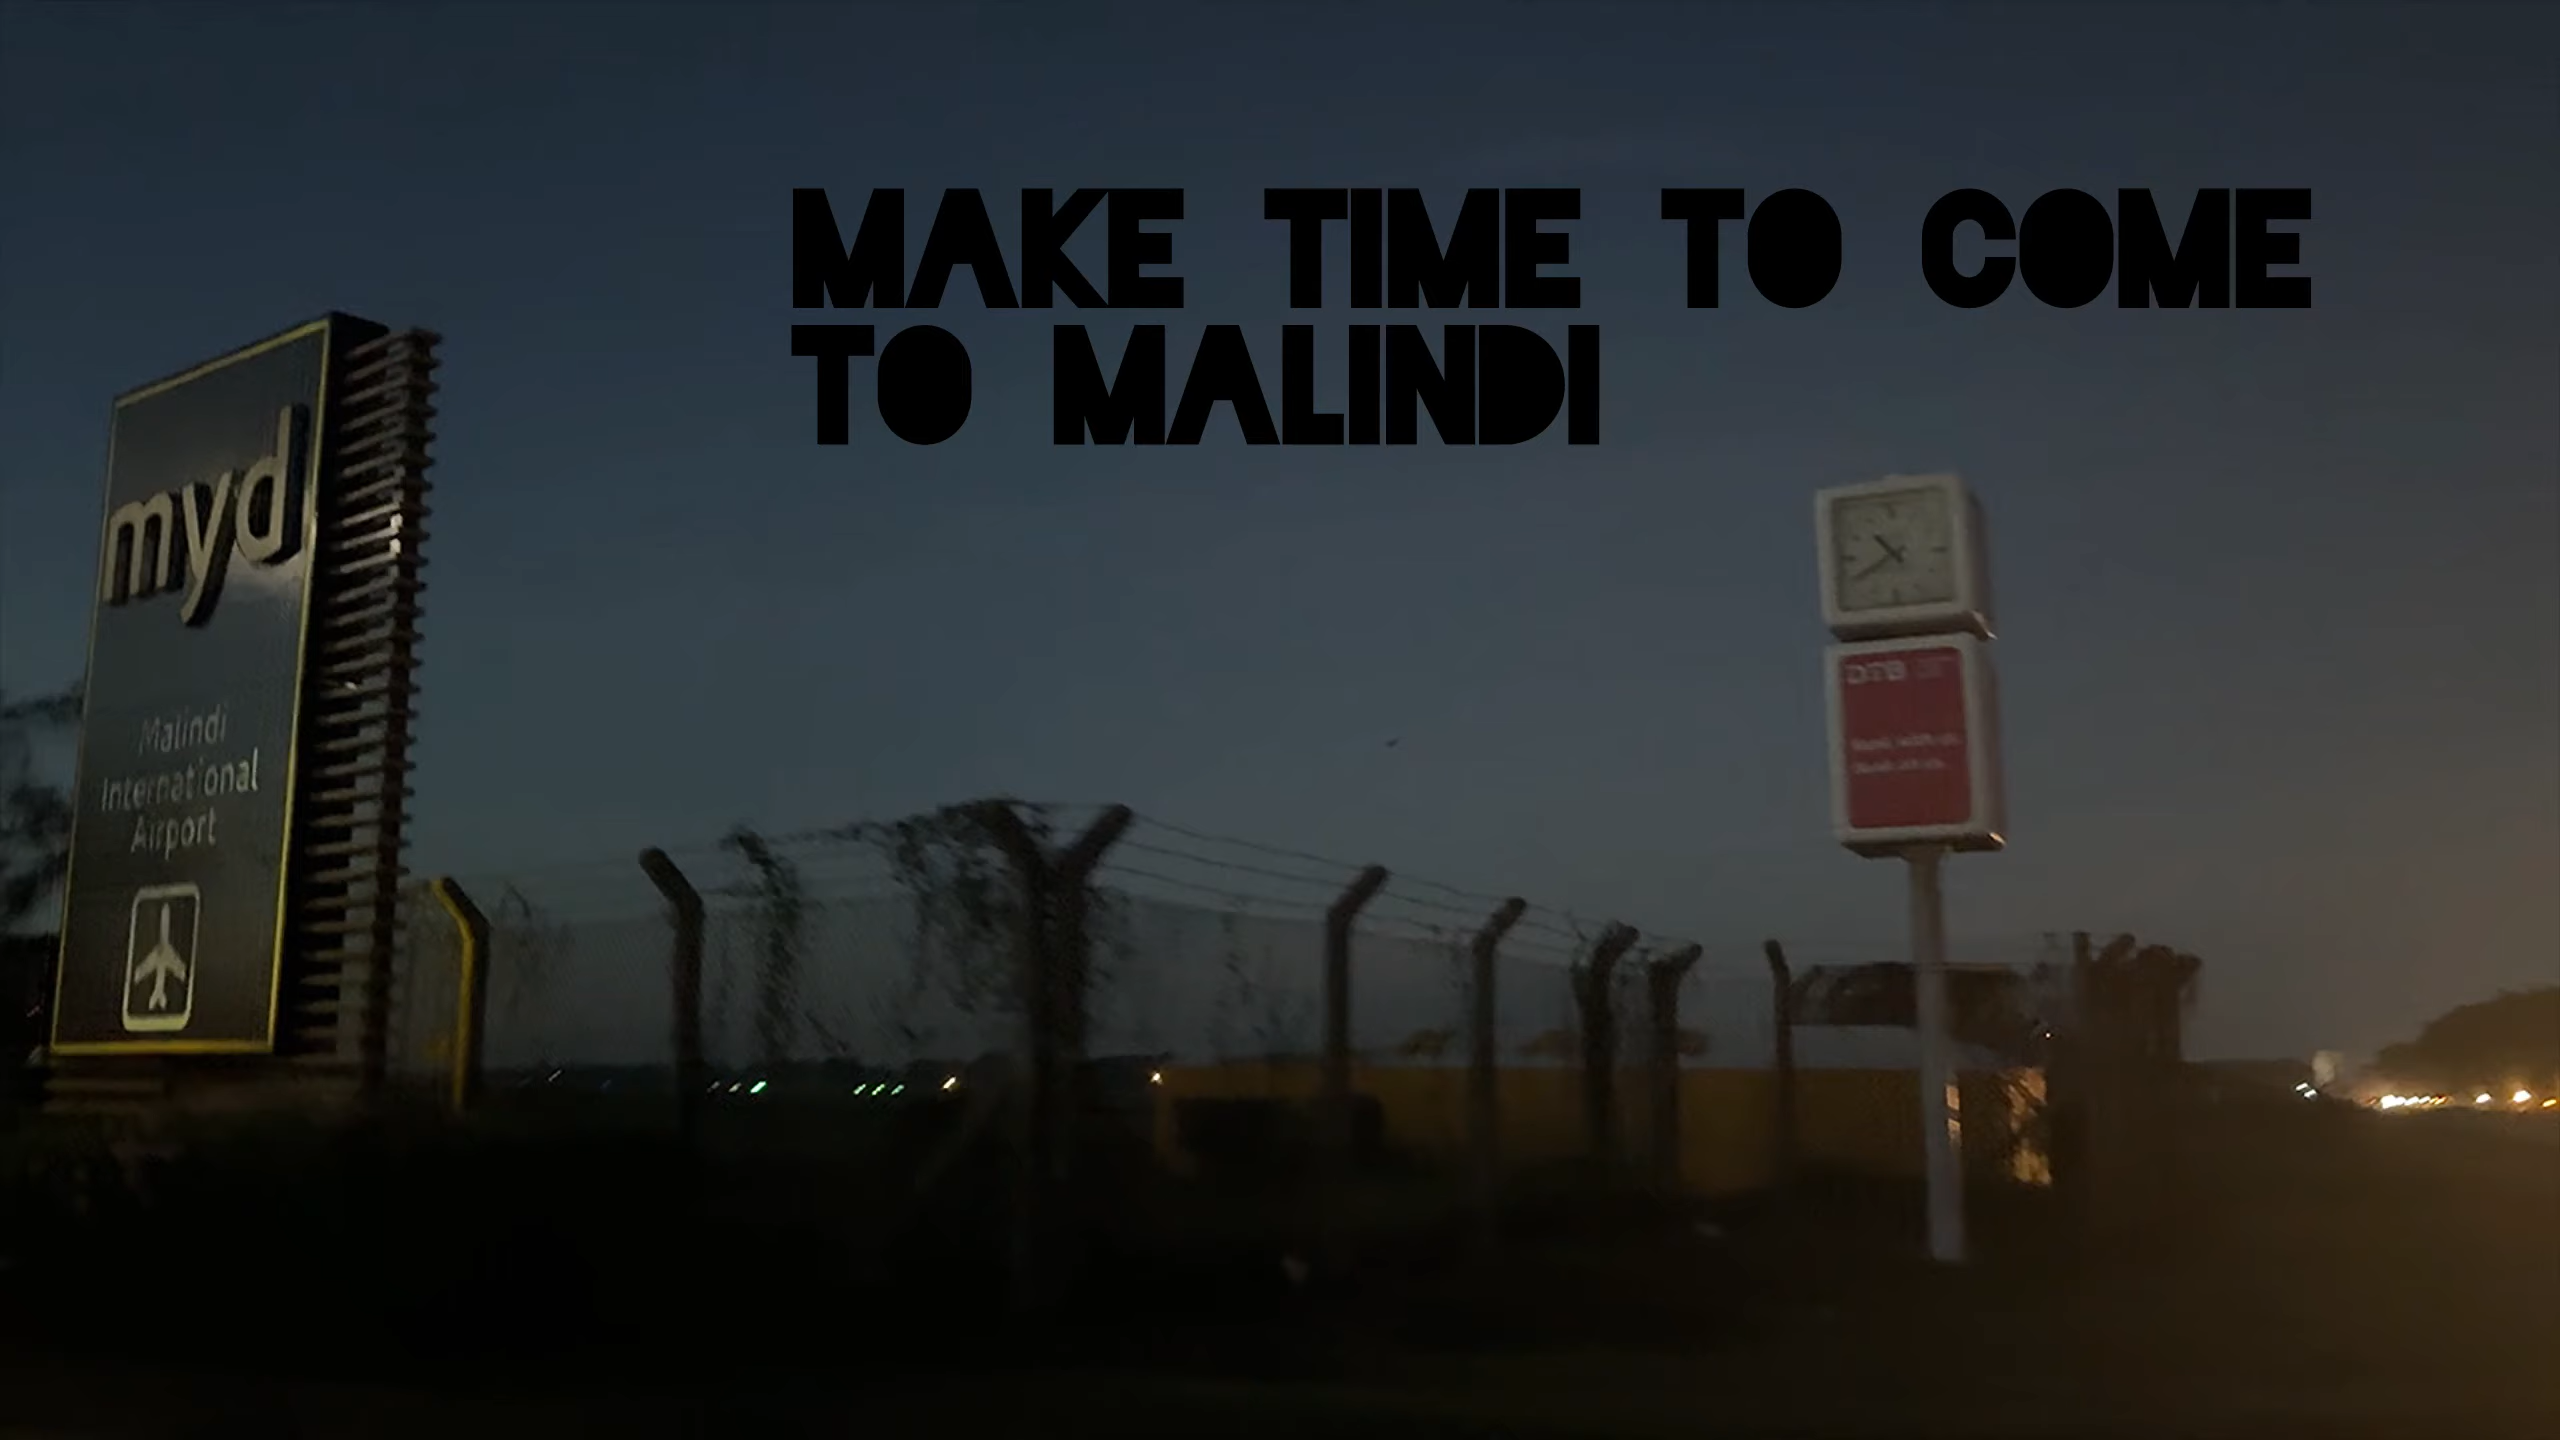 MAKE TIME TO COME
TO MALINDI
myd
Malindi
International
Airport
DTB